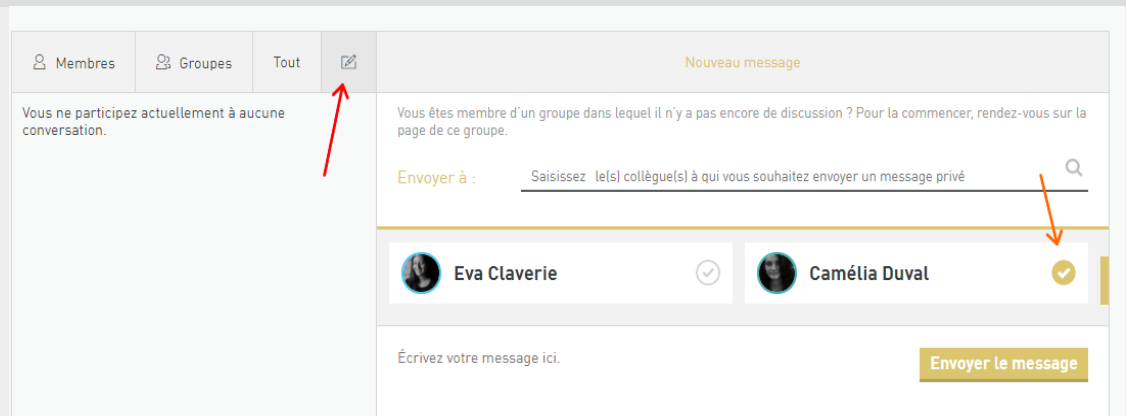 Membres
Groupes
Tout
Nouveau message
Vous ne participez actuellement à aucune
conversation.
Vous êtes membre d'un groupe dans lequel il n'y a pas encore de discussion ? Pour la commencer, rendez-vous sur la
page de ce groupe.
Envoyer à :
Saisissez le(s) collègue(s) à qui vous souhaitez envoyer un message privé
Eva Claverie
Camélia Duval
Écrivez votre message ici.
Envoyer le message